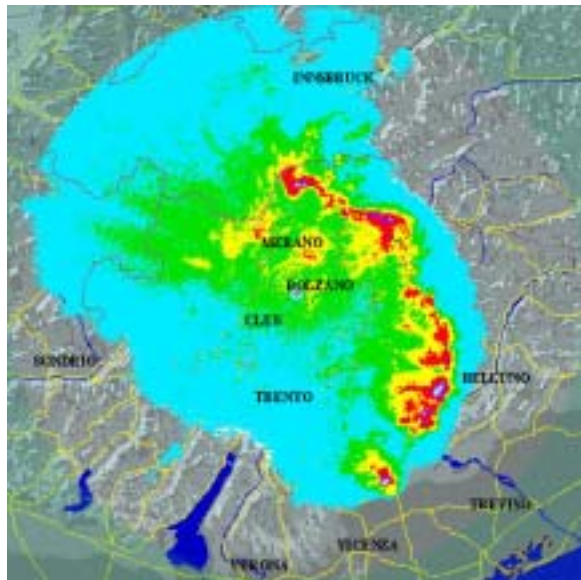 INNSBRUCK
MERANO
BOLZANO
CLES
SONDRIO
BELLUNO
TRENTO
TREVISO
VICENZA
VERONA